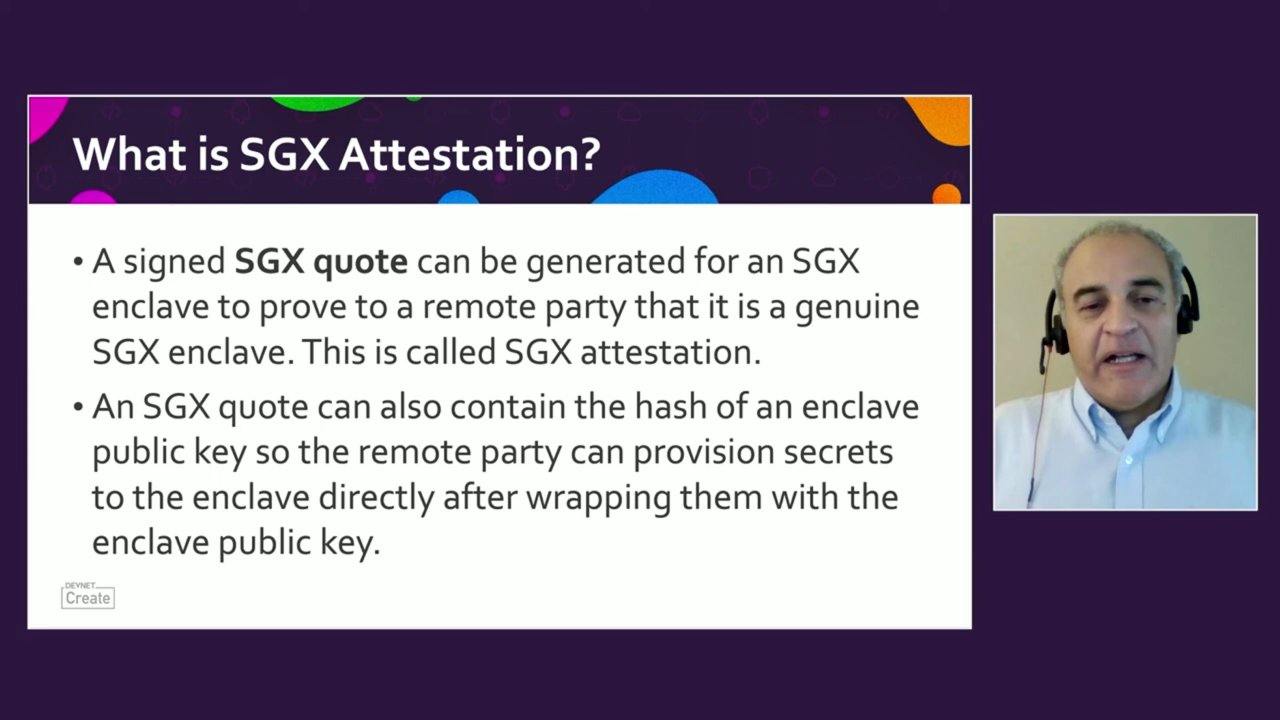 What is SGX Attestation?
• A signed SGX quote can be generated for an SGX
enclave to prove to a remote party that it is a genuine
SGX enclave. This is called SGX attestation.
• An SGX quote can also contain the hash of an enclave
public key so the remote party can provision secrets
to the enclave directly after wrapping them with the
enclave public key.
DEVNET
Create